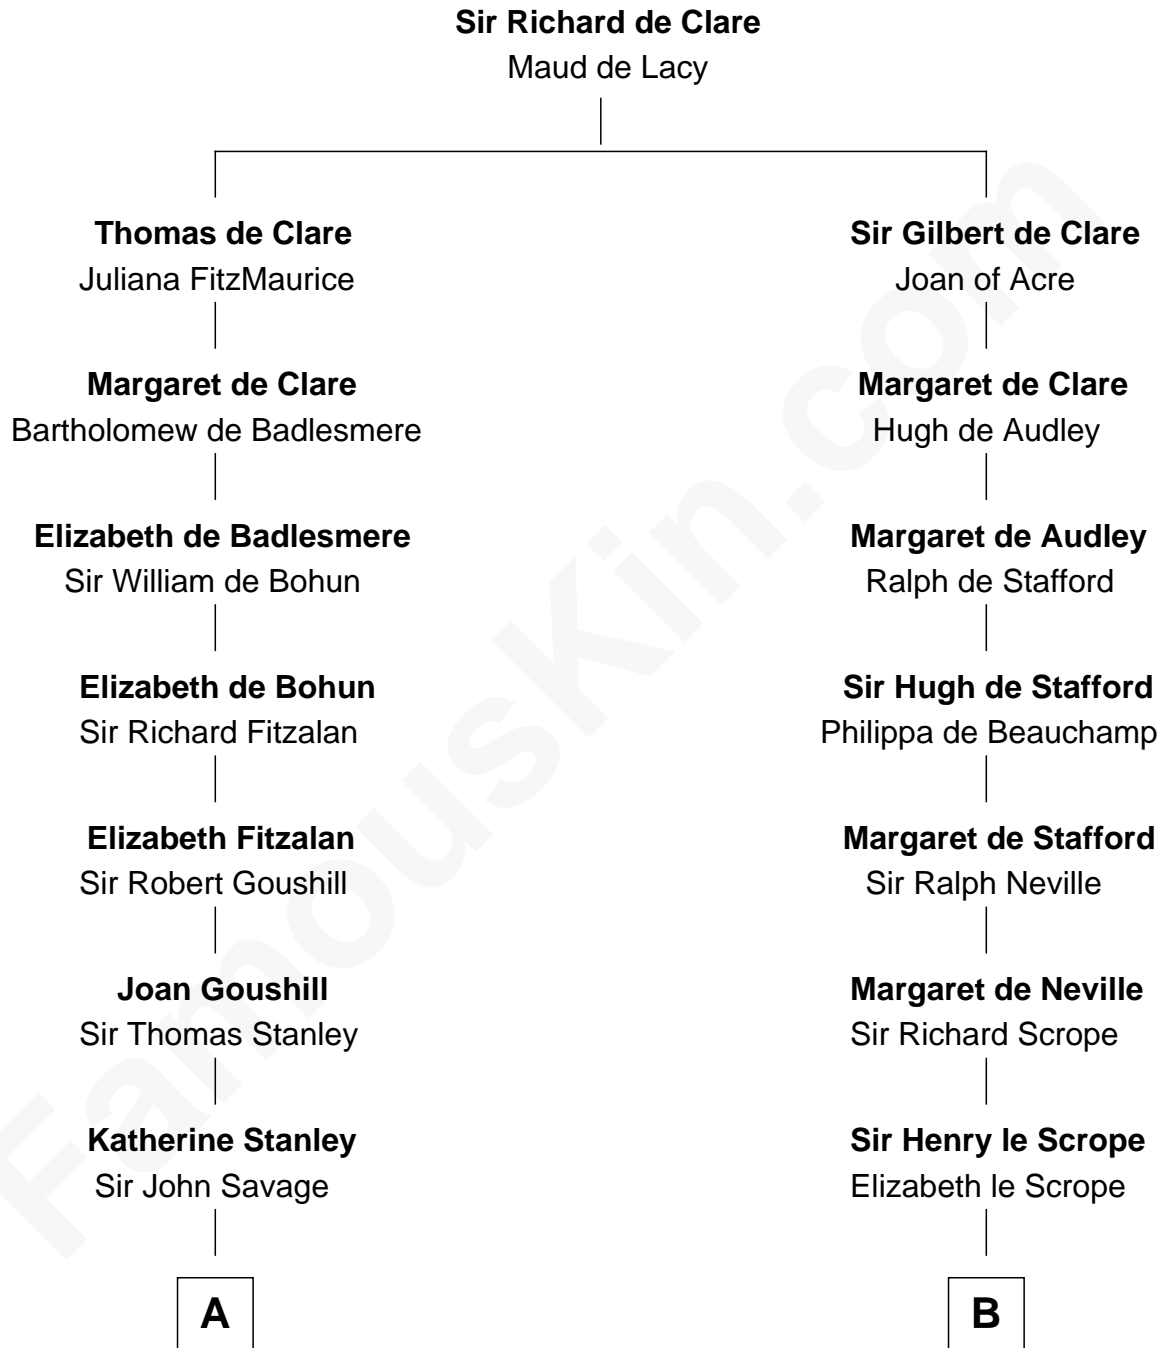 Sir Richard de Clare
Maud de Lacy
Thomas de Clare
Juliana FitzMaurice
Sir Gilbert de Clare
Joan of Acre
Margaret de Clare
Bartholomew de Badlesmere
Margaret de Clare
Hugh de Audley
Elizabeth de Badlesmere
Sir William de Bohun
Margaret de Audley
Ralph de Stafford
Elizabeth de Bohun
Sir Richard Fitzalan
Sir Hugh de Stafford
Philippa de Beauchamp
Elizabeth Fitzalan
Sir Robert Goushill
Margaret de Stafford
Sir Ralph Neville
Joan Goushill
Sir Thomas Stanley
Margaret de Neville
Sir Richard Scrope
Katherine Stanley
Sir John Savage
Sir Henry le Scrope
Elizabeth le Scrope
A
B
FamousKin.com